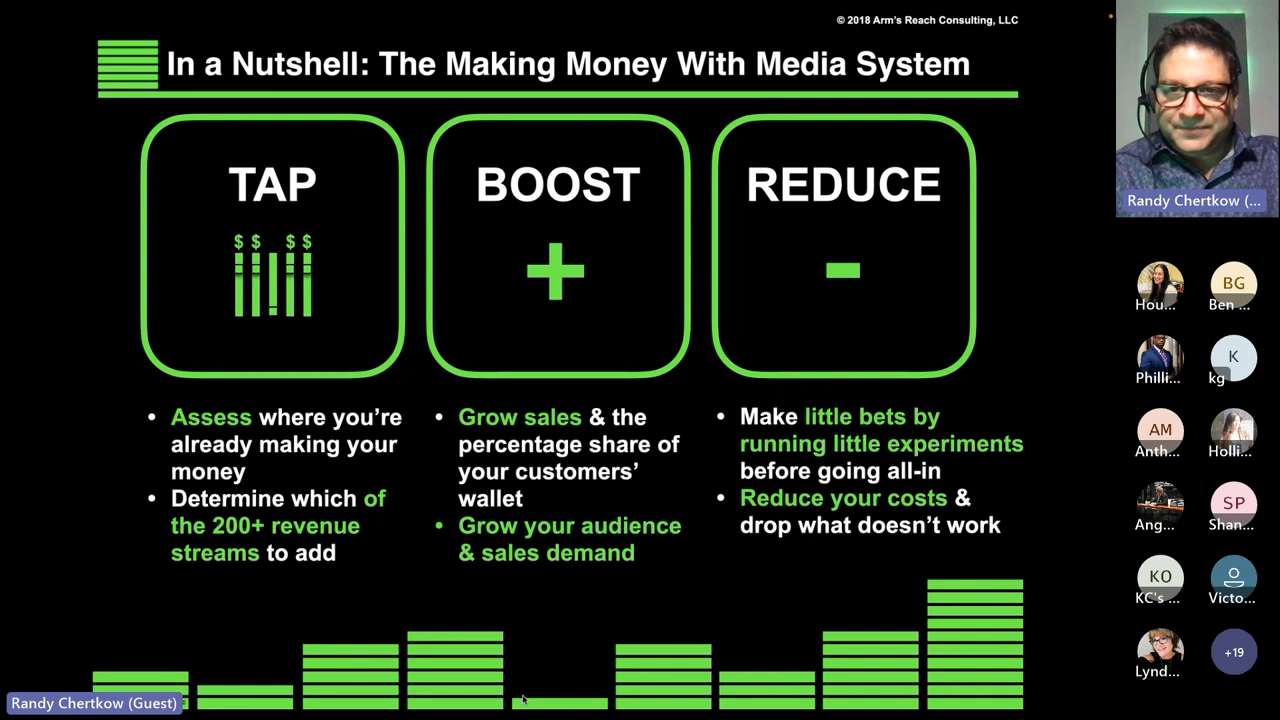 © 2018 Arm's Reach Consulting, LLC
In a Nutshell: The Making Money With Media System
TAP
$ $ $ $
BOOST
+
REDUCE
-
• Assess where you're
already making your
money
• Determine which of
the 200+ revenue
streams to add
• Grow sales & the
percentage share of
your customers'
wallet
• Grow your audience
& sales demand
• Make little bets by
running little experiments
before going all-in
• Reduce your costs &
drop what doesn't work
Randy Chertkow (Guest)
Randy Chertkow (...
Hou...
BG
Ben ...
Philli...
K
kg
AM
Anth...
Holli...
Ang...
SP
Shan...
KO
KC's ...
Victo...
Lynd...
+19